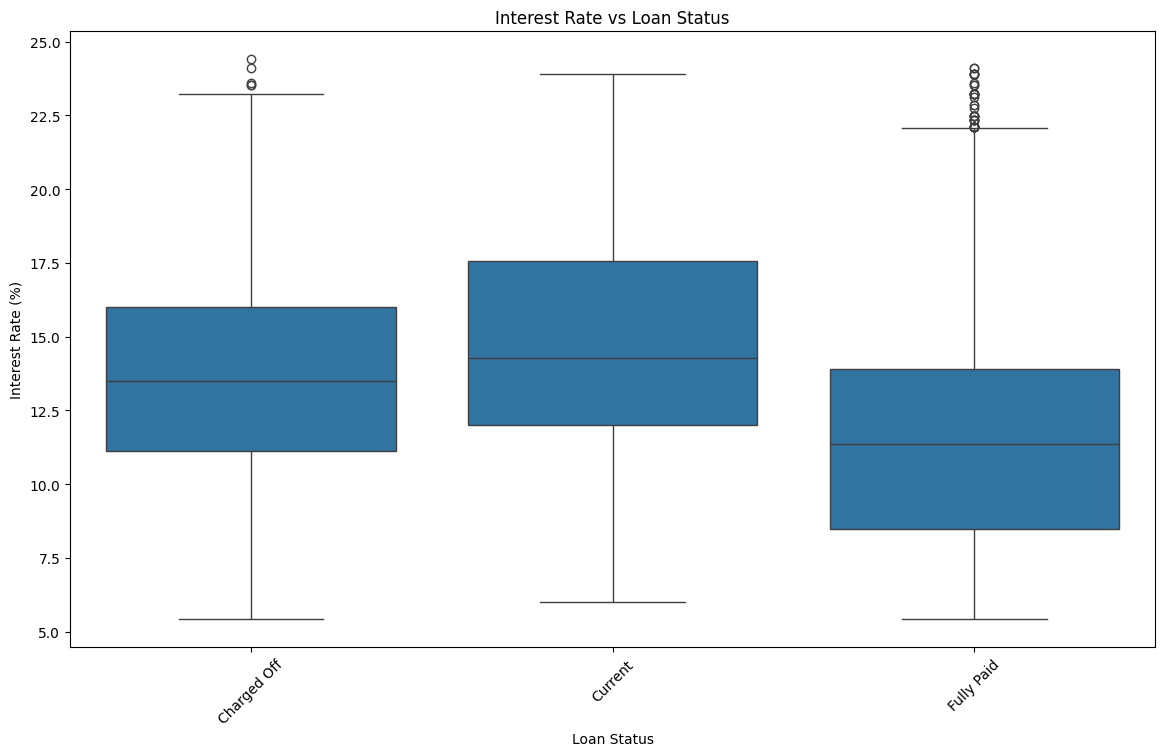 Interest Rate vs Loan Status
Interest Rate (%)
25.0
22.5
20.0
17.5
15.0
12.5
10.0
7.5
5.0
Charged Off
Current
Fully Paid
Loan Status